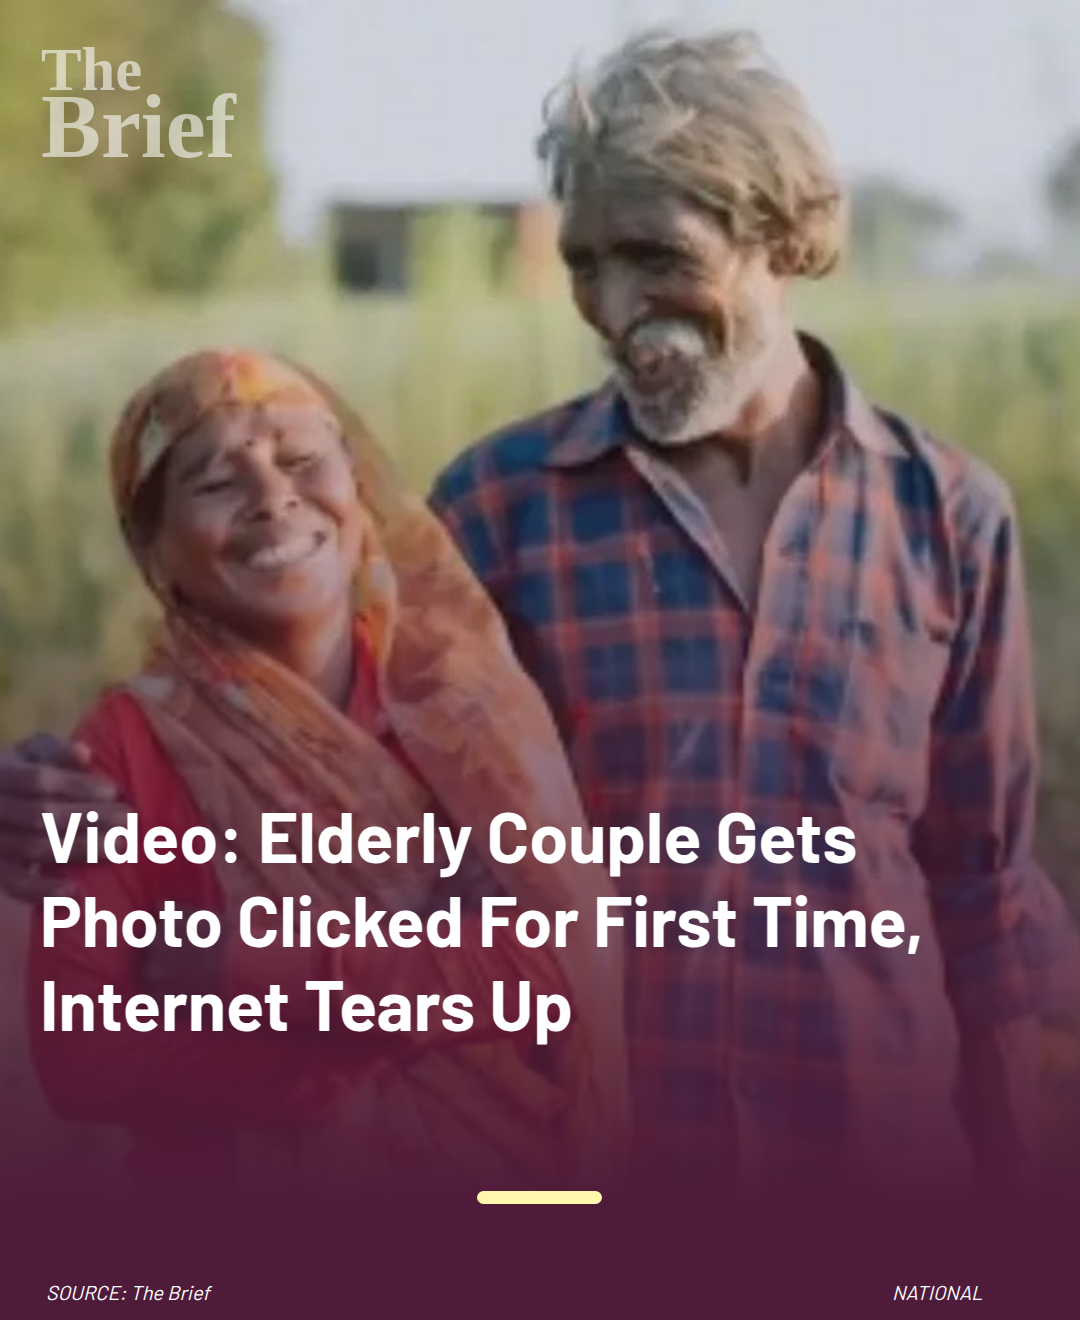 The
Brief
Video: Elderly Couple Gets
Photo Clicked For First Time,
Internet Tears Up
SOURCE: The Brief
NATIONAL